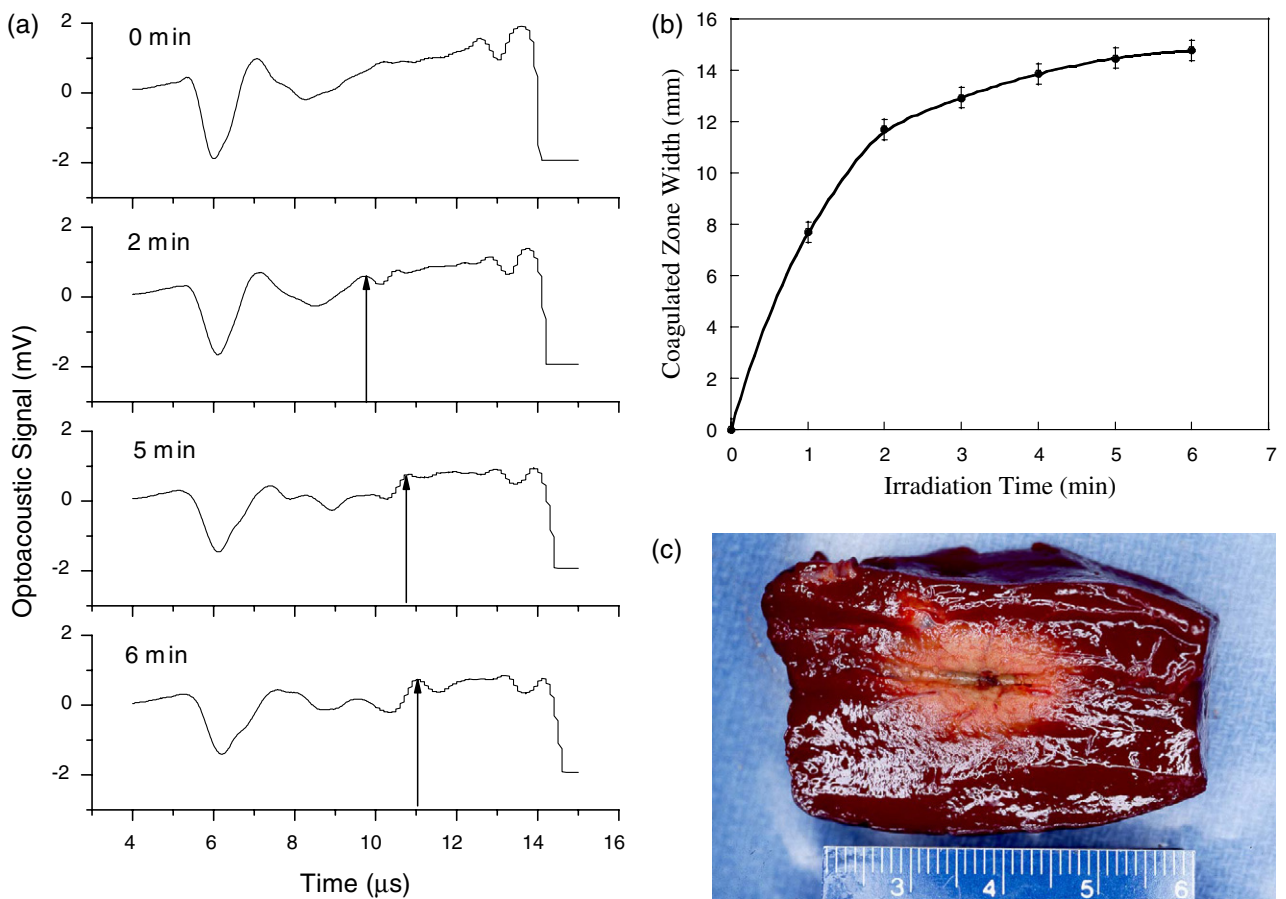 (a)
Optoacoustic Signal (mV)
0 min
2
0
-2
2 min
2
0
-2
5 min
2
0
-2
6 min
2
0
-2
4 6 8 10 12 14 16
Time (μs)
(b)
Coagulated Zone Width (mm)
16
14
12
10
8
6
4
2
0
0 1 2 3 4 5 6 7
Irradiation Time (min)
(c)
3 4 5 6